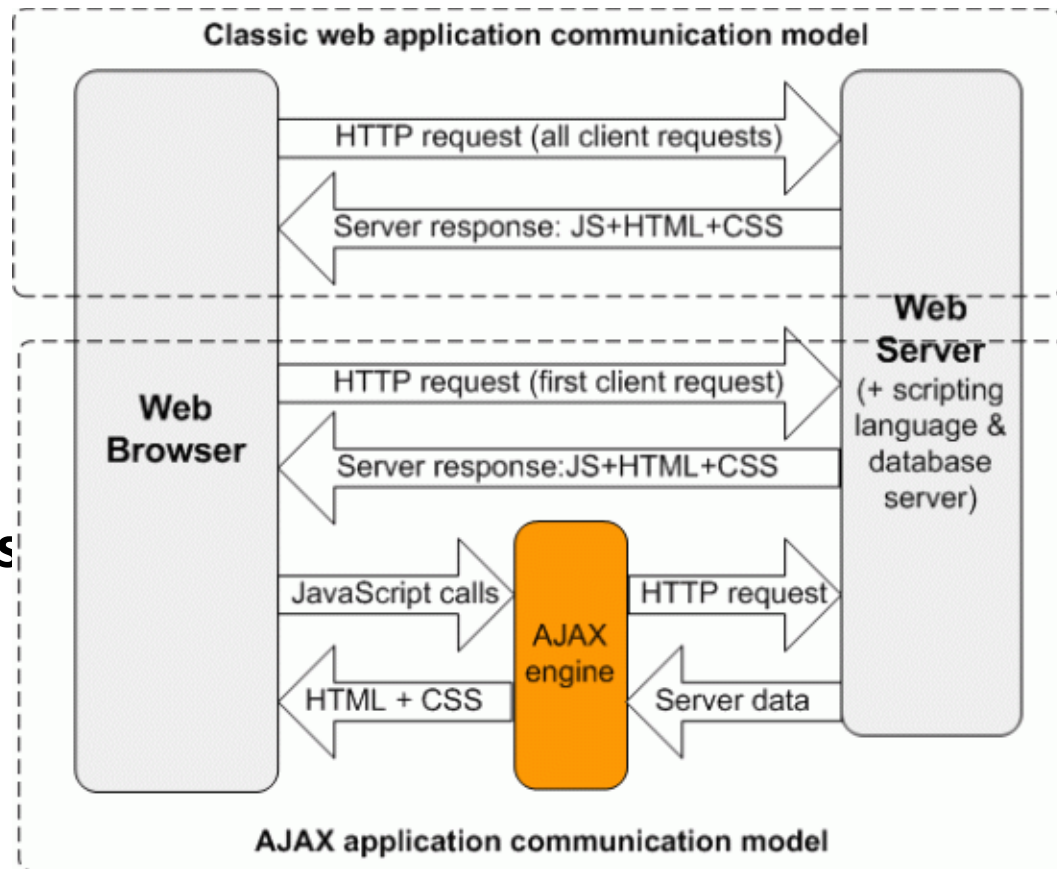 Classic web application communication model
HTTP request (all client requests)
Server response: JS+HTML+CSS
Web
Server
(+ scripting
language &
database
server)
HTTP request (first client request)
Web
Browser
Server response:JS+HTML+CSS
s
JavaScript calls
HTTP request
AJAX
engine
HTML + CSS
Server data
AJAX application communication model